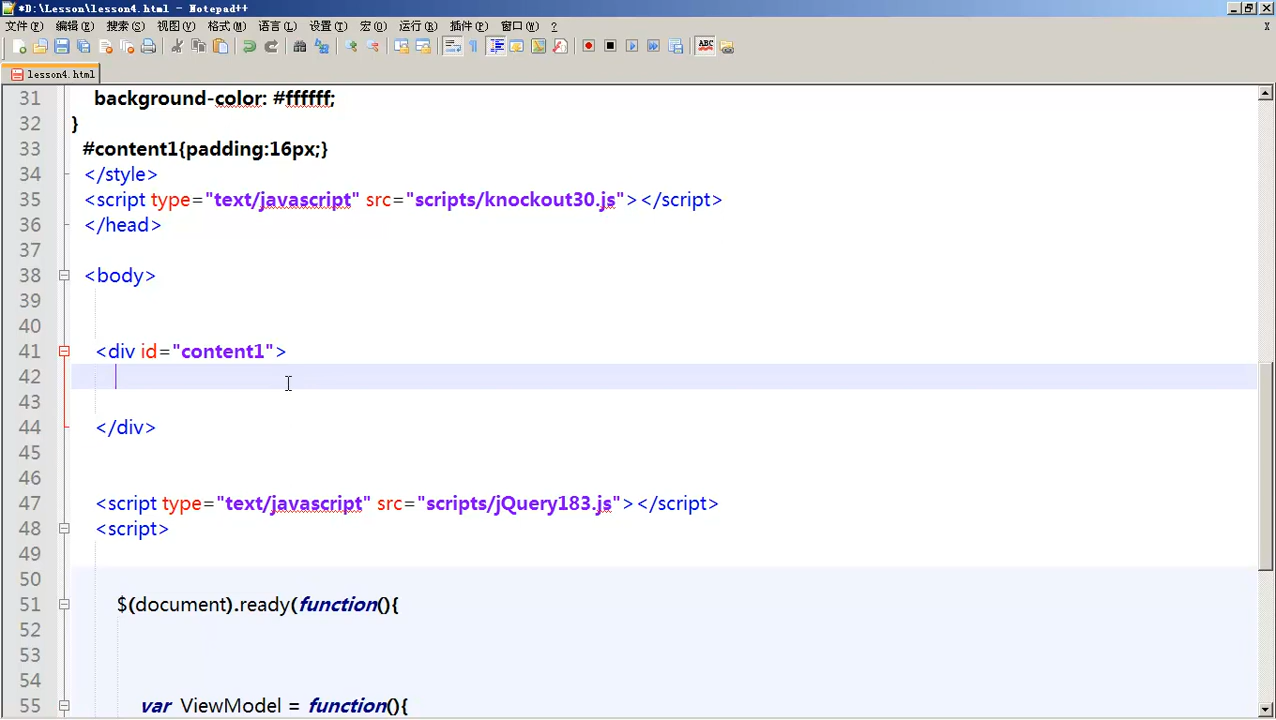 *D:\Lesson\lesson4.html - Notepad++
文件(F) 编辑(E) 搜索(S) 视图(V) 格式(M) 语言(L) 设置(T) 宏(O) 运行(R) 插件(P) 窗口(W) ? X
ABC
lesson4.html
31 background-color: #ffffff;
32 }
33 #content1{padding:16px;}
34 </style>
35 <script type="text/javascript" src="scripts/knockout30.js"></script>
36 </head>
37
38 <body>
39
40
41 <div id="content1">
42
43
44 </div>
45
46
47 <script type="text/javascript" src="scripts/jQuery183.js"></script>
48 <script>
49
50
51 $(document).ready(function(){
52
53
54
55 var ViewModel = function(){